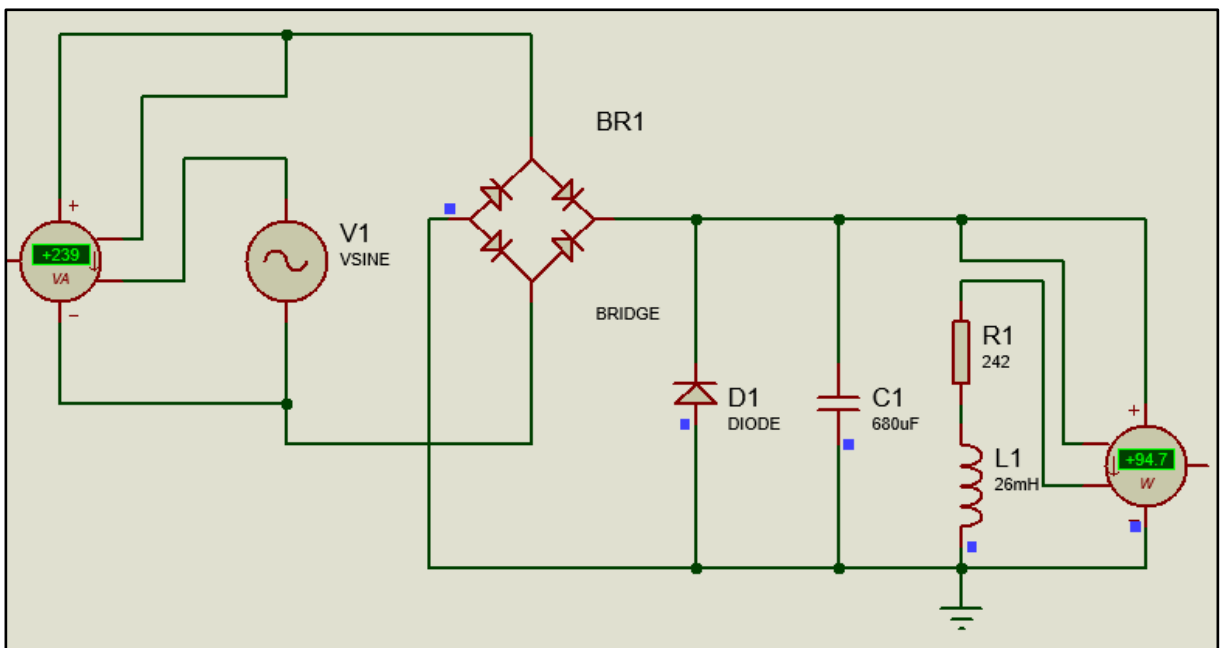 BR1
BRIDGE
+
+239
VA
−
V1
VSINE
D1
DIODE
C1
680uF
R1
242
L1
26mH
+
+94.7
W
−